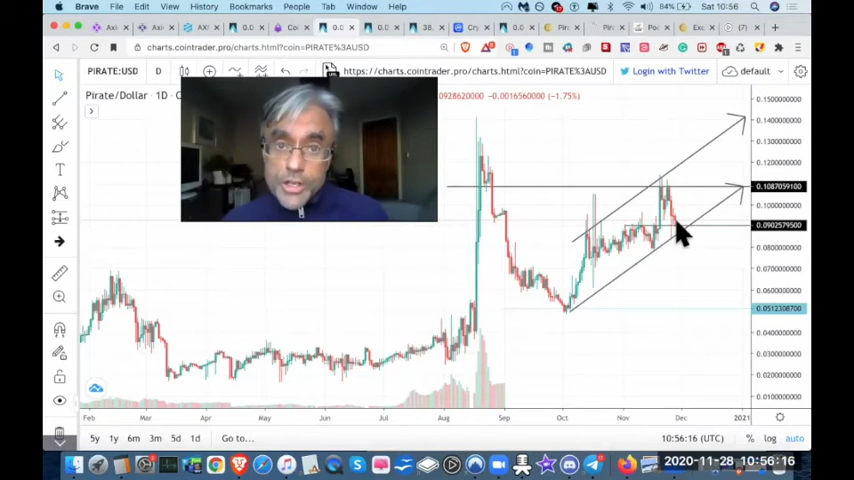 Brave File Edit View History Bookmarks People Tab Window Help 84% Sat 10:56
charts.cointrader.pro/charts.html?coin=PIRATE%3AUSD
PIRATE:USD D https://charts.cointrader.pro/charts.html?coin=PIRATE%3AUSD Login with Twitter default
Pirate/Dollar · 1D · 0928620000 −0.0016560000 (−1.75%)
0.1500000000
0.1400000000
0.1300000000
0.1200000000
0.1087059100
0.1000000000
0.0902579500
0.0800000000
0.0700000000
0.0600000000
0.0512308700
0.0400000000
0.0300000000
0.0200000000
0.0100000000
Feb Mar Apr May Jun Jul Aug Sep Oct Nov Dec 2021
5y 1y 6m 3m 5d 1d Go to... 10:56:16 (UTC) % log auto
2020-11-28 10:56:16